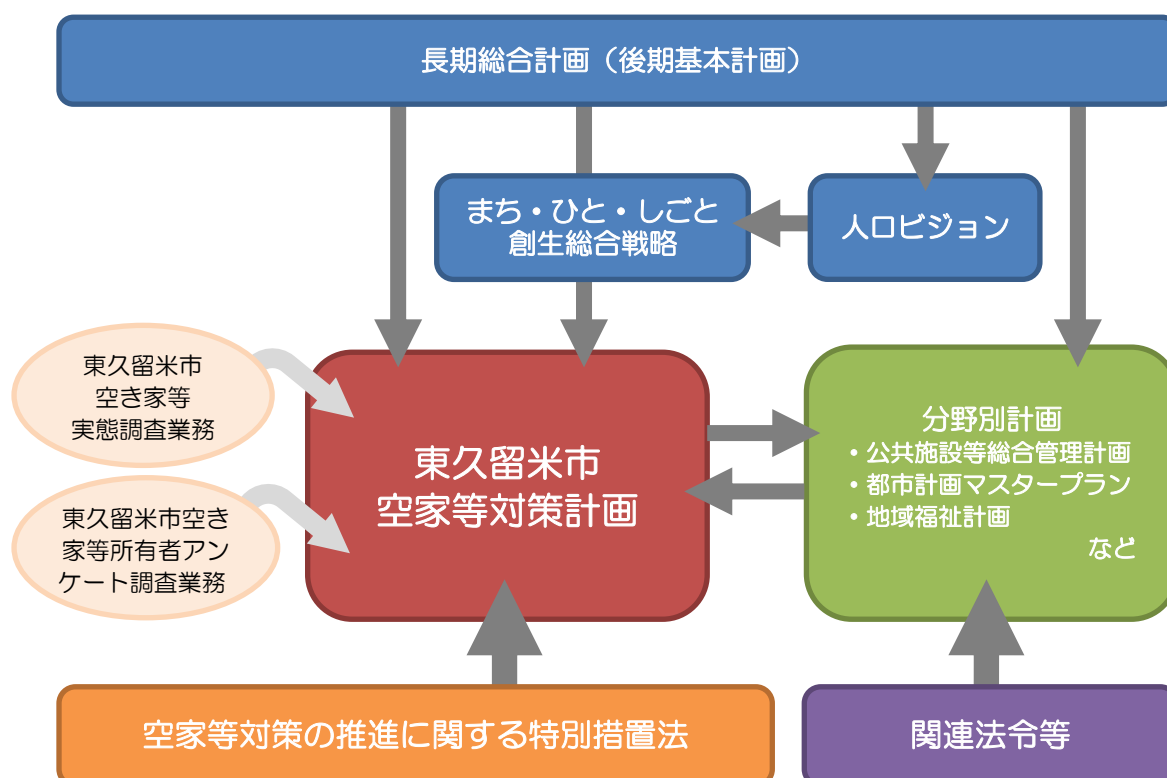 長期総合計画（後期基本計画）
まち・ひと・しごと
創生総合戦略
人口ビジョン
東久留米市
空き家等
実態調査業務
東久留米市空き
家等所有者アン
ケート調査業務
東久留米市
空家等対策計画
分野別計画
・公共施設等総合管理計画
・都市計画マスタープラン
・地域福祉計画
など
空家等対策の推進に関する特別措置法
関連法令等